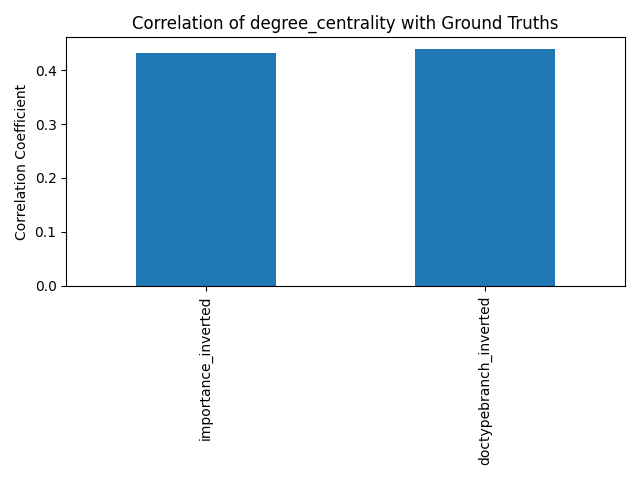 Correlation of degree_centrality with Ground Truths
Correlation Coefficient
0.4
0.3
0.2
0.1
0.0
importance_inverted
doctypebranch_inverted